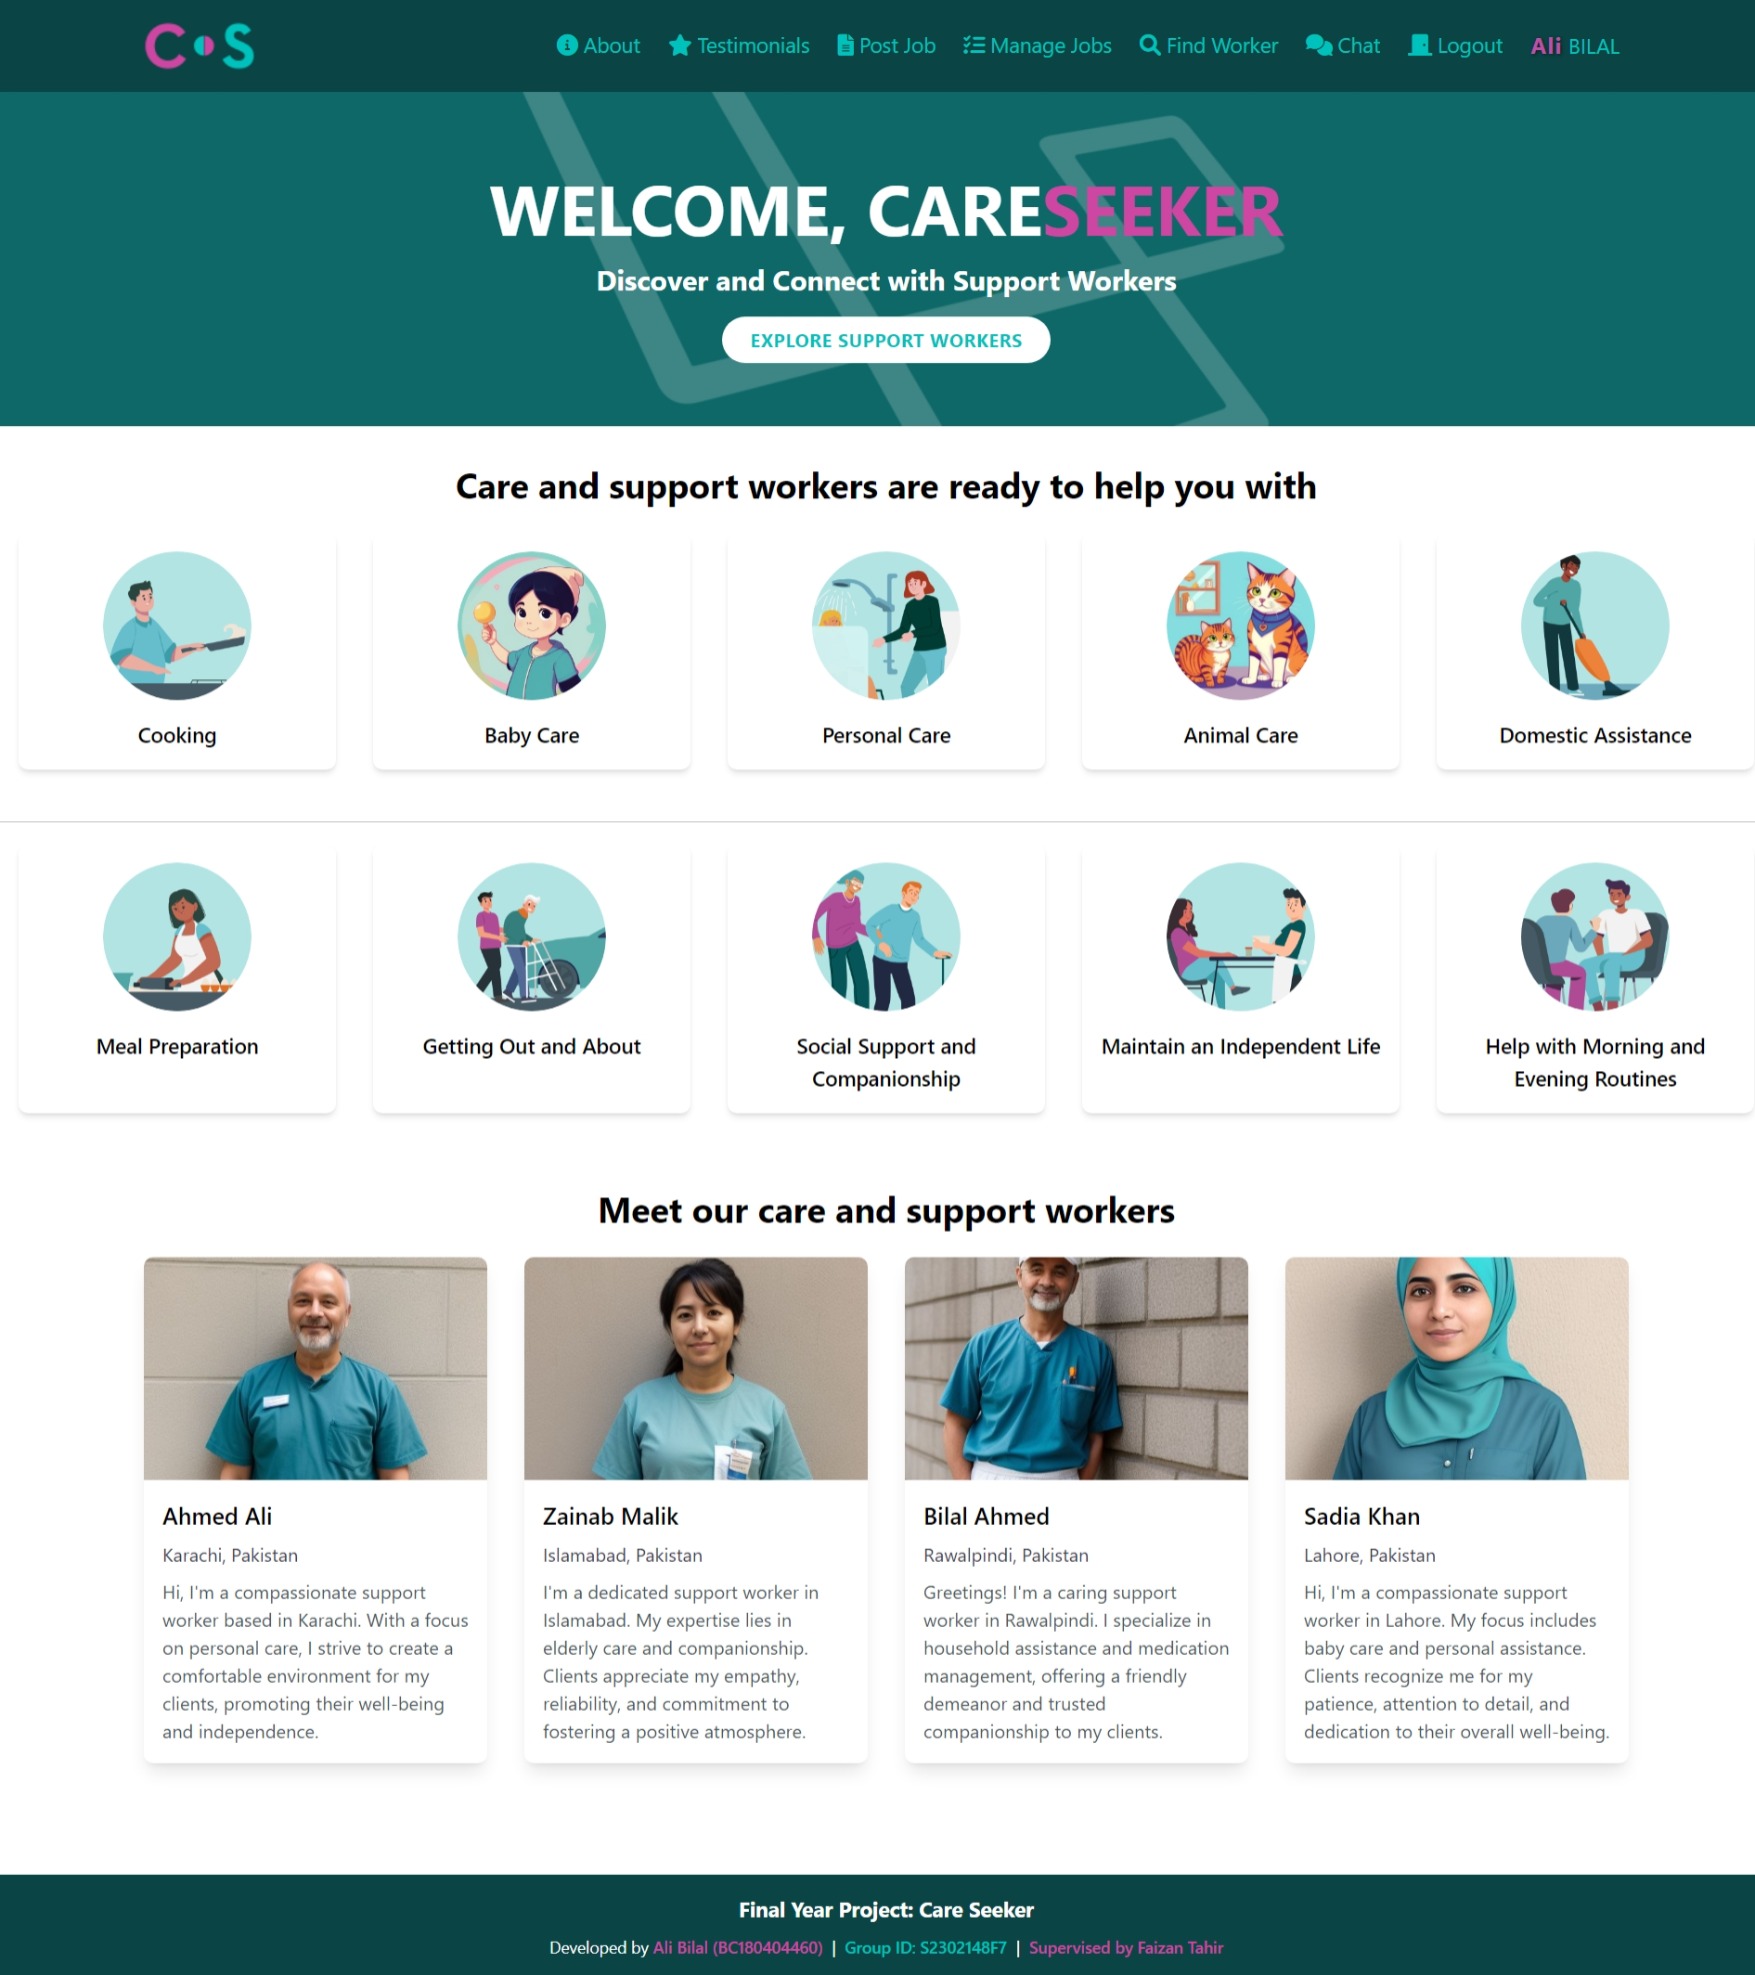 C•S
About Testimonials Post Job Manage Jobs Find Worker Chat Logout Ali BILAL
WELCOME, CARESEEKER
Discover and Connect with Support Workers
EXPLORE SUPPORT WORKERS
Care and support workers are ready to help you with
Cooking
Baby Care
Personal Care
Animal Care
Domestic Assistance
Meal Preparation
Getting Out and About
Social Support and
Companionship
Maintain an Independent Life
Help with Morning and
Evening Routines
Meet our care and support workers
Ahmed Ali
Karachi, Pakistan
Hi, I'm a compassionate support
worker based in Karachi. With a focus
on personal care, I strive to create a
comfortable environment for my
clients, promoting their well-being
and independence.
Zainab Malik
Islamabad, Pakistan
I'm a dedicated support worker in
Islamabad. My expertise lies in
elderly care and companionship.
Clients appreciate my empathy,
reliability, and commitment to
fostering a positive atmosphere.
Bilal Ahmed
Rawalpindi, Pakistan
Greetings! I'm a caring support
worker in Rawalpindi. I specialize in
household assistance and medication
management, offering a friendly
demeanor and trusted
companionship to my clients.
Sadia Khan
Lahore, Pakistan
Hi, I'm a compassionate support
worker in Lahore. My focus includes
baby care and personal assistance.
Clients recognize me for my
patience, attention to detail, and
dedication to their overall well-being.
Final Year Project: Care Seeker
Developed by Ali Bilal (BC180404460) | Group ID: S2302148F7 | Supervised by Faizan Tahir